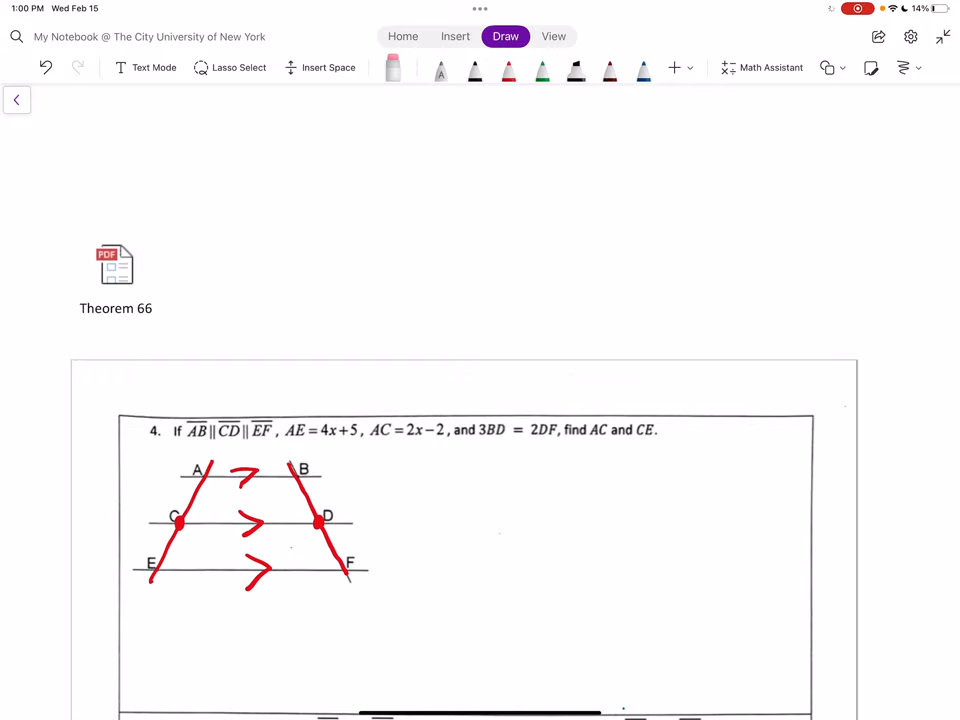 1:00 PM Wed Feb 15
14%
My Notebook @ The City University of New York
Home Insert Draw View
Text Mode Lasso Select Insert Space A Math Assistant
PDF
Theorem 66
4. If AB || CD || EF, AE = 4x+5, AC = 2x−2, and 3BD = 2DF, find AC and CE.
A B
C D
E F